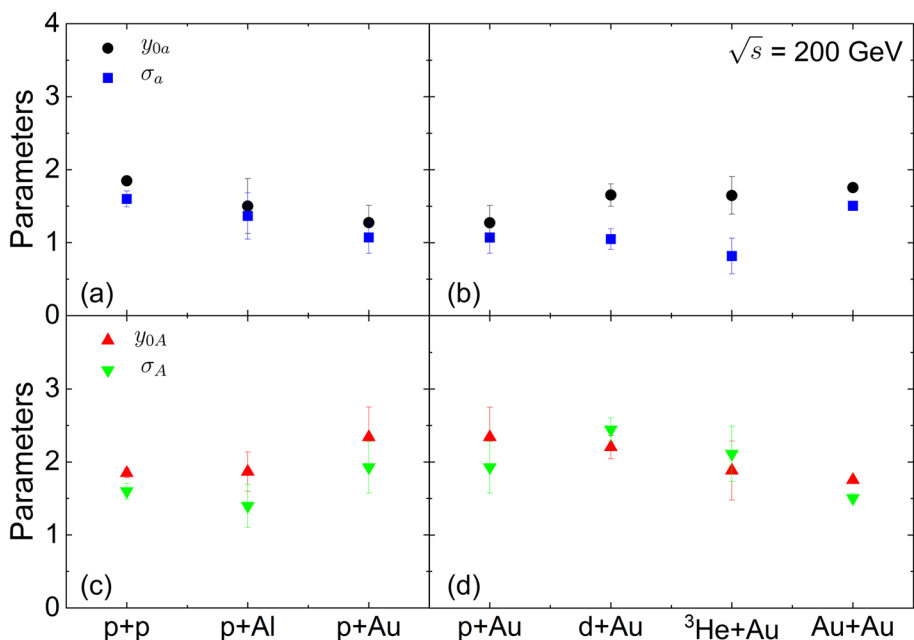 4
3
2
1
0
Parameters
y₀ₐ
σₐ
(a)
√s = 200 GeV
(b)
3
2
1
0
Parameters
y₀A
σA
(c)
(d)
p+p
p+Al
p+Au
p+Au
d+Au
³He+Au
Au+Au